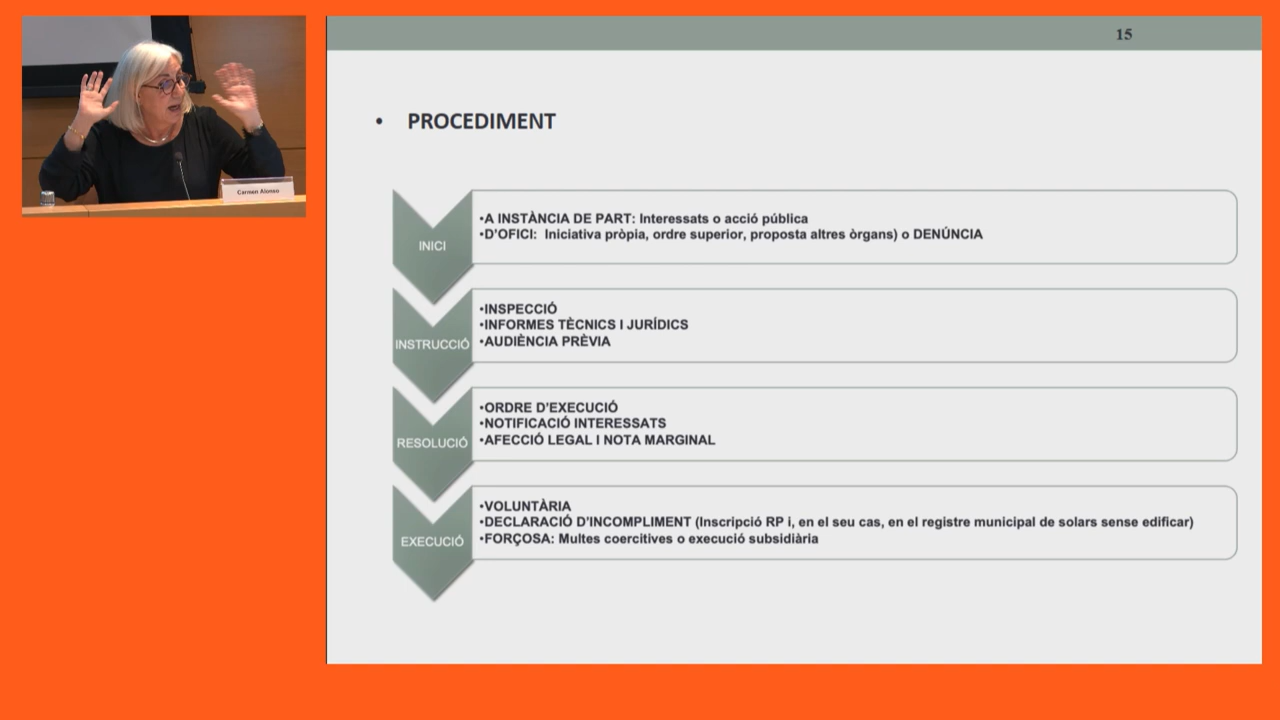 Carmen Alonso
15
• PROCEDIMENT
INICI
•A INSTÀNCIA DE PART: Interessats o acció pública
•D'OFICI: Iniciativa pròpia, ordre superior, proposta altres òrgans) o DENÚNCIA
INSTRUCCIÓ
•INSPECCIÓ
•INFORMES TÈCNICS I JURÍDICS
•AUDIÈNCIA PRÈVIA
RESOLUCIÓ
•ORDRE D'EXECUCIÓ
•NOTIFICACIÓ INTERESSATS
•AFECCIÓ LEGAL I NOTA MARGINAL
EXECUCIÓ
•VOLUNTÀRIA
•DECLARACIÓ D'INCOMPLIMENT (Inscripció RP i, en el seu cas, en el registre municipal de solars sense edificar)
•FORÇOSA: Multes coercitives o execució subsidiària